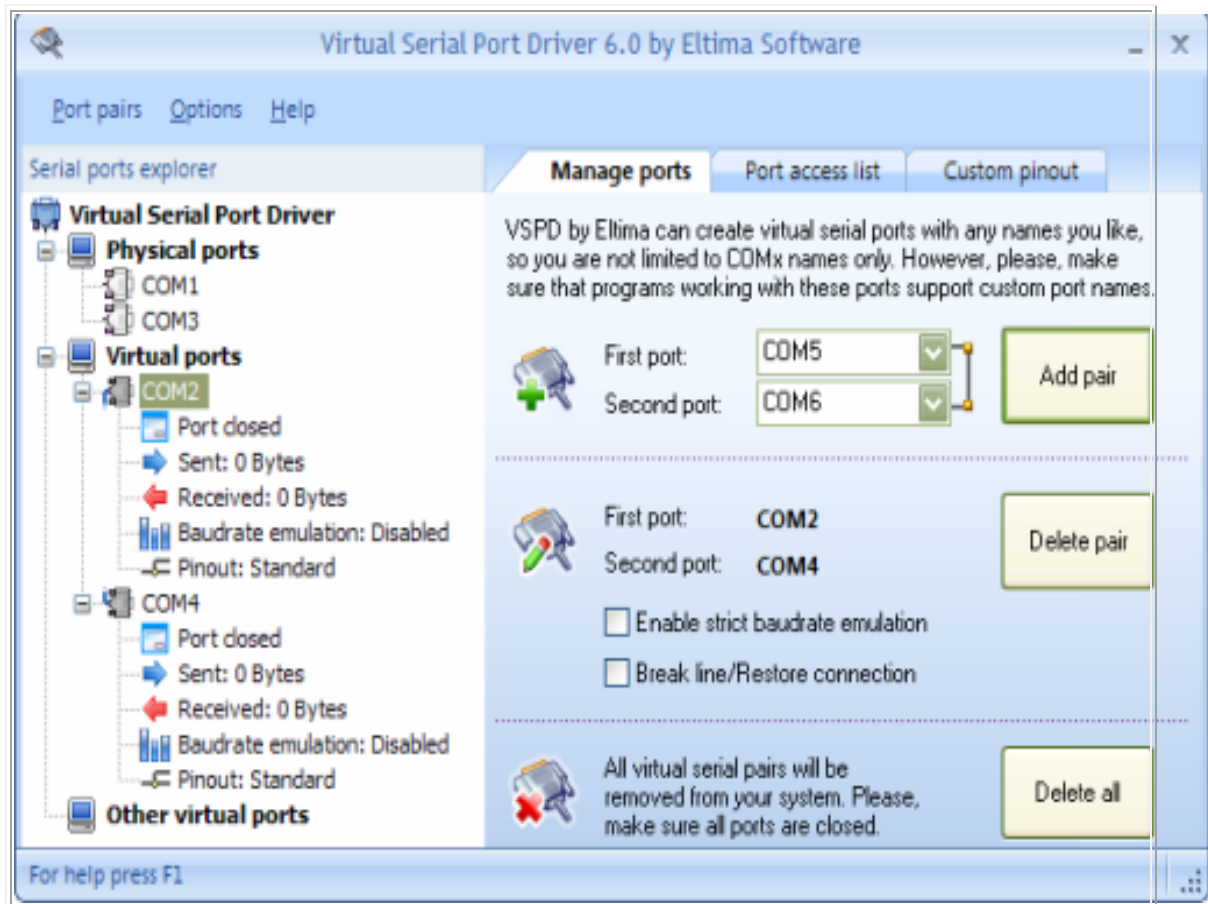 Virtual Serial Port Driver 6.0 by Eltima Software
Port pairs Options Help
Serial ports explorer
Virtual Serial Port Driver
Physical ports
COM1
COM3
Virtual ports
COM2
Port closed
Sent: 0 Bytes
Received: 0 Bytes
Baudrate emulation: Disabled
Pinout: Standard
COM4
Port closed
Sent: 0 Bytes
Received: 0 Bytes
Baudrate emulation: Disabled
Pinout: Standard
Other virtual ports
Manage ports Port access list Custom pinout
VSPD by Eltima can create virtual serial ports with any names you like,
so you are not limited to COMx names only. However, please, make
sure that programs working with these ports support custom port names.
First port: COM5
Second port: COM6
Add pair
First port: COM2
Second port: COM4
Delete pair
Enable strict baudrate emulation
Break line/Restore connection
All virtual serial pairs will be
removed from your system. Please,
make sure all ports are closed.
Delete all
For help press F1